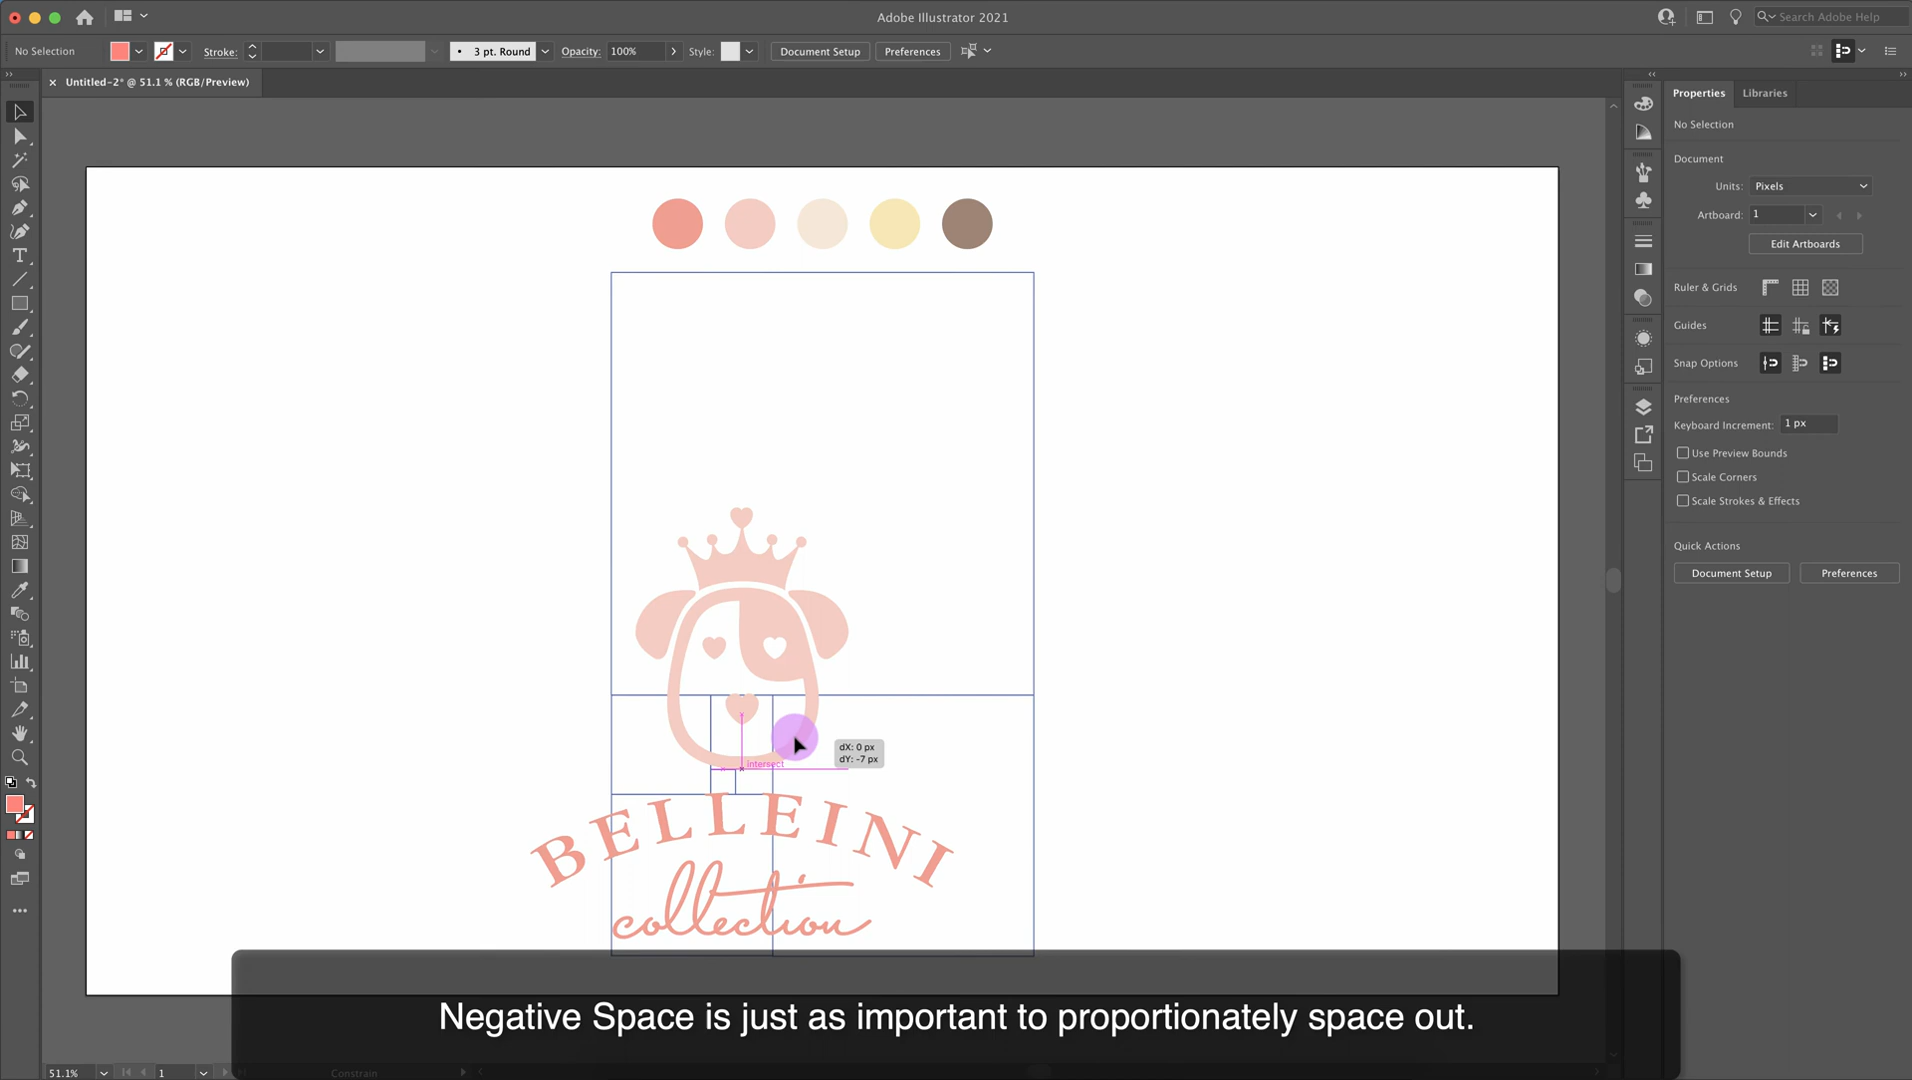 Adobe Illustrator 2021
Search Adobe Help
No Selection
Stroke:
3 pt. Round
Opacity:
100%
Style:
Document Setup
Preferences
Untitled-2* @ 51.1 % (RGB/Preview)
Properties
Libraries
No Selection
Document
Units:
Pixels
Artboard:
1
Edit Artboards
Ruler & Grids
Guides
Snap Options
Preferences
Keyboard Increment:
1 px
Use Preview Bounds
Scale Corners
Scale Strokes & Effects
Quick Actions
Document Setup
Preferences
dX: 0 px
dY: -7 px
intersect
BELLEINI
collection
Negative Space is just as important to proportionately space out.
51.1%
1
Constrain